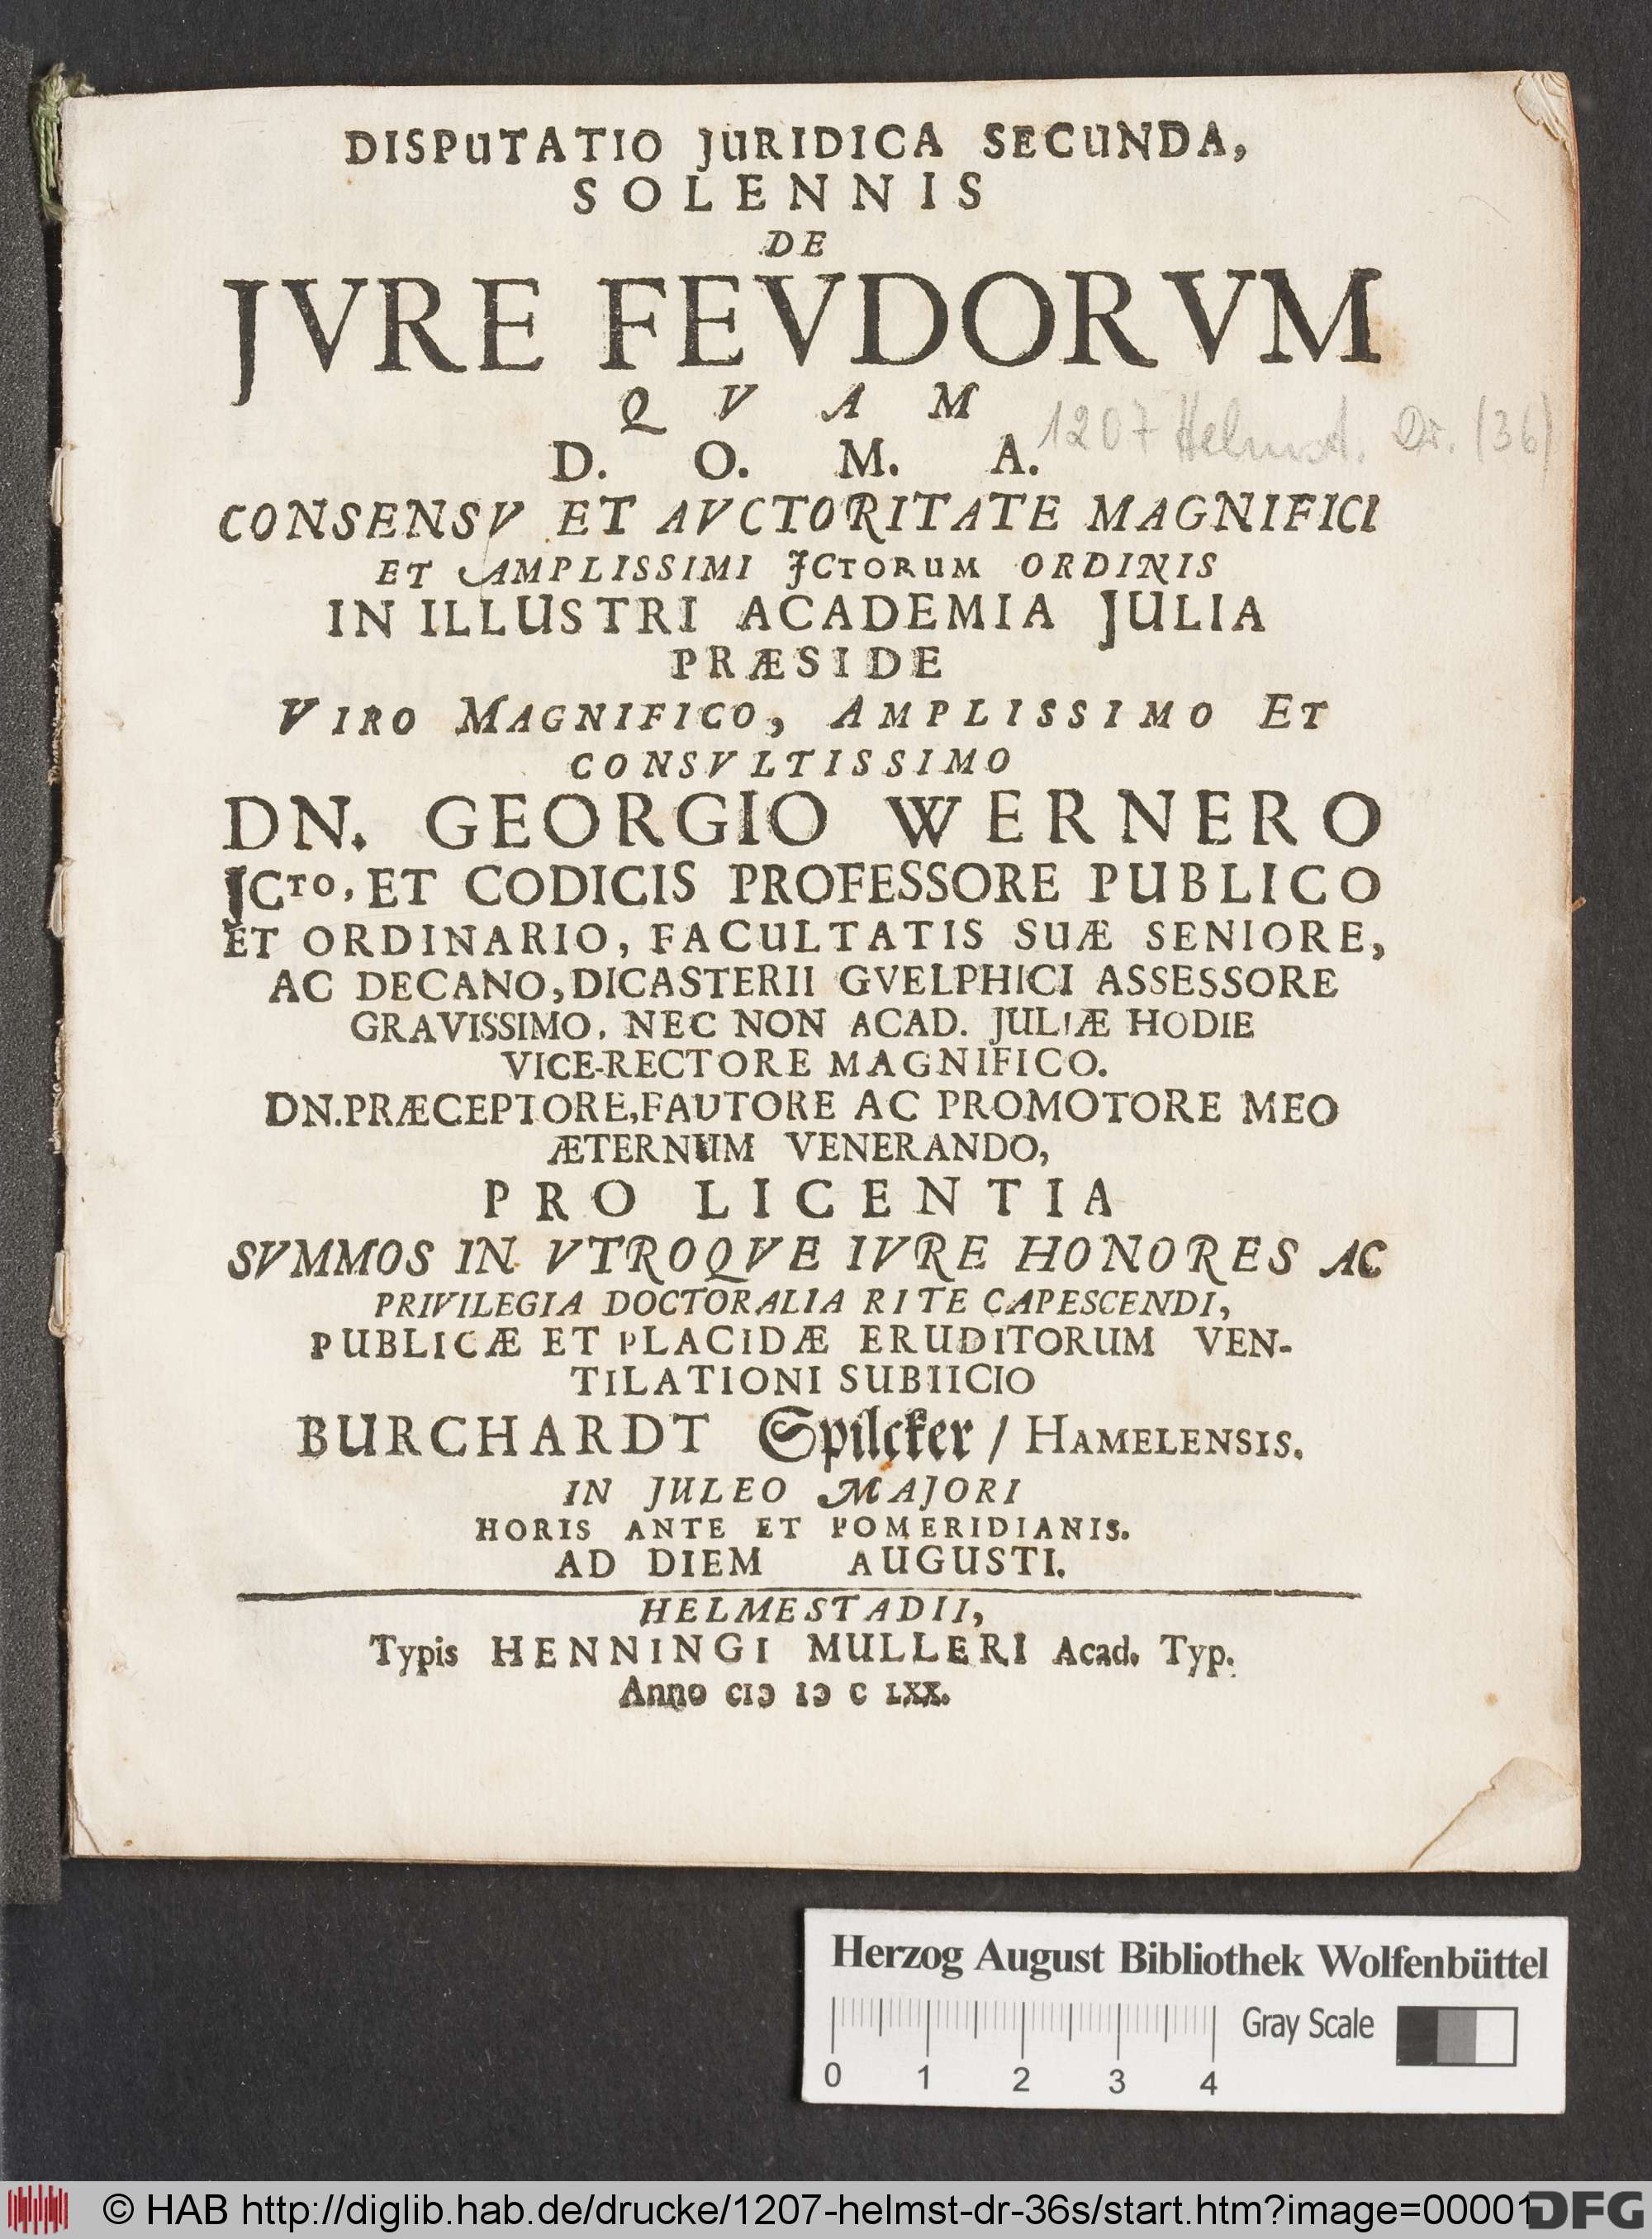 DISPUTATIO JURIDICA SECUNDA,
SOLENNIS
DE
JVRE FEVDORVM
QVAM
D. O. M. A.
1207 Helmst. Dr. (36)
CONSENSV ET AVCTORITATE MAGNIFICI
ET AMPLISSIMI JCTORUM ORDINIS
IN ILLUSTRI ACADEMIA JULIA
PRÆSIDE
VIRO MAGNIFICO, AMPLISSIMO ET
CONSVLTISSIMO
DN. GEORGIO WERNERO
JCTO, ET CODICIS PROFESSORE PUBLICO
ET ORDINARIO, FACULTATIS SUÆ SENIORE,
AC DECANO, DICASTERII GVELPHICI ASSESSORE
GRAVISSIMO, NEC NON ACAD. JULIÆ HODIE
VICE-RECTORE MAGNIFICO.
DN. PRÆCEPTORE, FAUTORE AC PROMOTORE MEO
ÆTERNUM VENERANDO,
PRO LICENTIA
SVMMOS IN VTROQVE IVRE HONORES AC
PRIVILEGIA DOCTORALIA RITE CAPESCENDI,
PUBLICÆ ET PLACIDÆ ERUDITORUM VEN-
TILATIONI SUBIICIO
BURCHARDT Spilcker / HAMELENSIS.
IN JULEO MAJORI
HORIS ANTE ET POMERIDIANIS.
AD DIEM AUGUSTI.
HELMESTADII,
Typis HENNINGI MULLERI Acad. Typ.
Anno CIↃ IↃ C LXX.
Herzog August Bibliothek Wolfenbüttel
Gray Scale
0 1 2 3 4
© HAB http://diglib.hab.de/drucke/1207-helmst-dr-36s/start.htm?image=00001
DFG